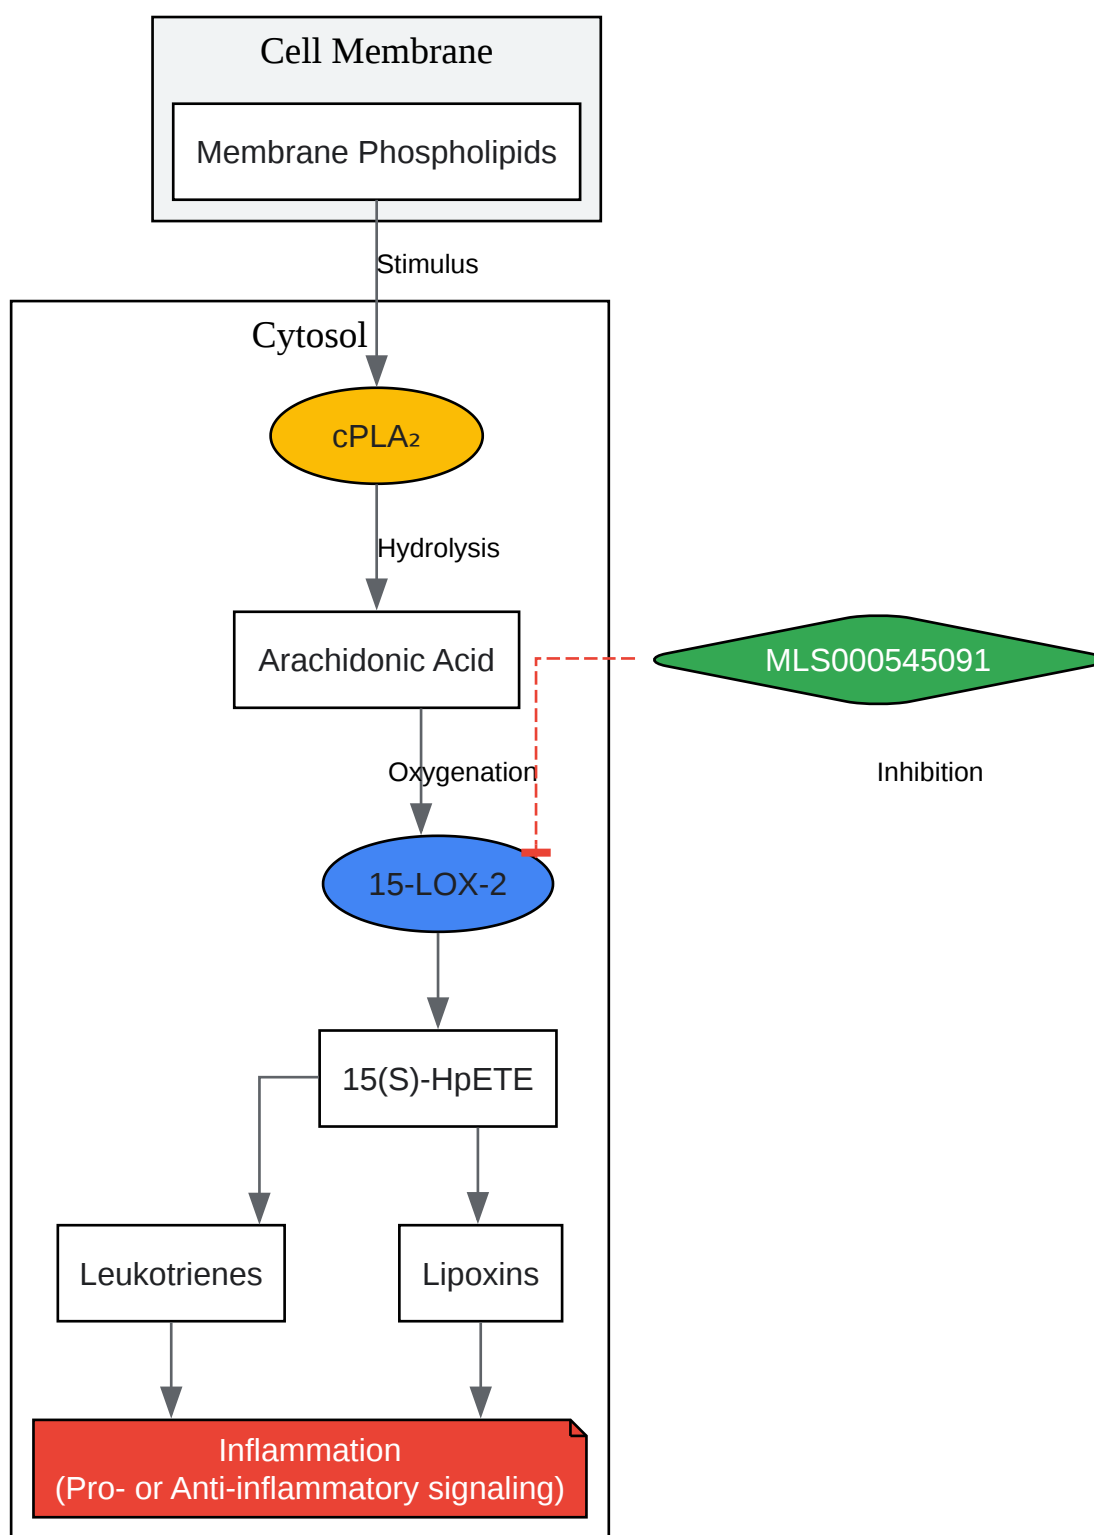 Cell Membrane
Membrane Phospholipids
Stimulus
Cytosol
cPLA₂
Hydrolysis
Arachidonic Acid
MLS000545091
Oxygenation
Inhibition
15-LOX-2
15(S)-HpETE
Leukotrienes
Lipoxins
Inflammation
(Pro- or Anti-inflammatory signaling)